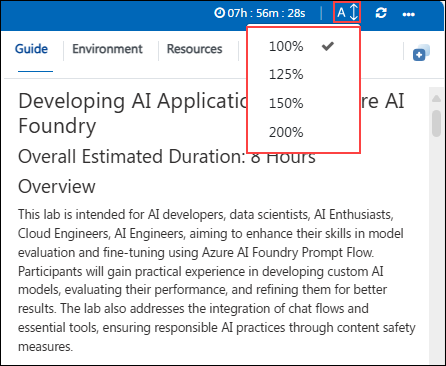 07h : 56m : 28s
A
Guide
Environment
Resources
100%
125%
150%
200%
Developing AI Application re AI
Foundry
Overall Estimated Duration: 8 Hours
Overview
This lab is intended for AI developers, data scientists, AI Enthusiasts,
Cloud Engineers, AI Engineers, aiming to enhance their skills in model
evaluation and fine-tuning using Azure AI Foundry Prompt Flow.
Participants will gain practical experience in developing custom AI
models, evaluating their performance, and refining them for better
results. The lab also addresses the integration of chat flows and
essential tools, ensuring responsible AI practices through content safety
measures.